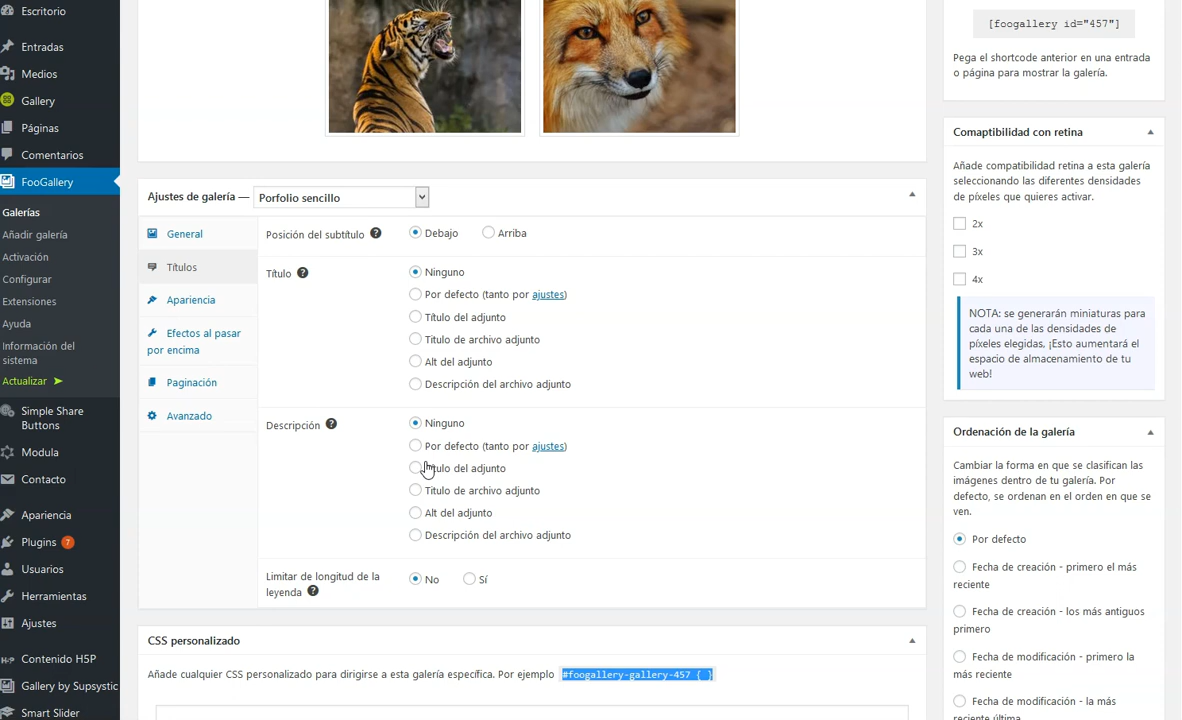 Escritorio
Entradas
Medios
Gallery
Páginas
Comentarios
FooGallery
Galerías
Añadir galería
Activación
Configurar
Extensiones
Ayuda
Información del
sistema
Actualizar ➤
Simple Share
Buttons
Modula
Contacto
Apariencia
Plugins 7
Usuarios
Herramientas
Ajustes
H-P Contenido H5P
Gallery by Supsystic
Smart Slider
Ajustes de galería — Porfolio sencillo
General
Títulos
Apariencia
Efectos al pasar
por encima
Paginación
Avanzado
Posición del subtítulo ? Debajo Arriba
Título ? Ninguno
Por defecto (tanto por ajustes)
Título del adjunto
Titulo de archivo adjunto
Alt del adjunto
Descripción del archivo adjunto
Descripción ? Ninguno
Por defecto (tanto por ajustes)
Título del adjunto
Titulo de archivo adjunto
Alt del adjunto
Descripción del archivo adjunto
Limitar de longitud de la
leyenda ? No Sí
CSS personalizado
Añade cualquier CSS personalizado para dirigirse a esta galería específica. Por ejemplo #foogallery-gallery-457 { }
[foogallery id="457"]
Pega el shortcode anterior en una entrada
o página para mostrar la galería.
Comaptibilidad con retina
Añade compatibilidad retina a esta galería
seleccionando las diferentes densidades
de píxeles que quieres activar.
2x
3x
4x
NOTA: se generarán miniaturas para
cada una de las densidades de
píxeles elegidas, ¡Esto aumentará el
espacio de almacenamiento de tu
web!
Ordenación de la galería
Cambiar la forma en que se clasifican las
imágenes dentro de tu galería. Por
defecto, se ordenan en el orden en que se
ven.
Por defecto
Fecha de creación - primero el más
reciente
Fecha de creación - los más antiguos
primero
Fecha de modificación - primero la
más reciente
Fecha de modificación - la más
reciente última